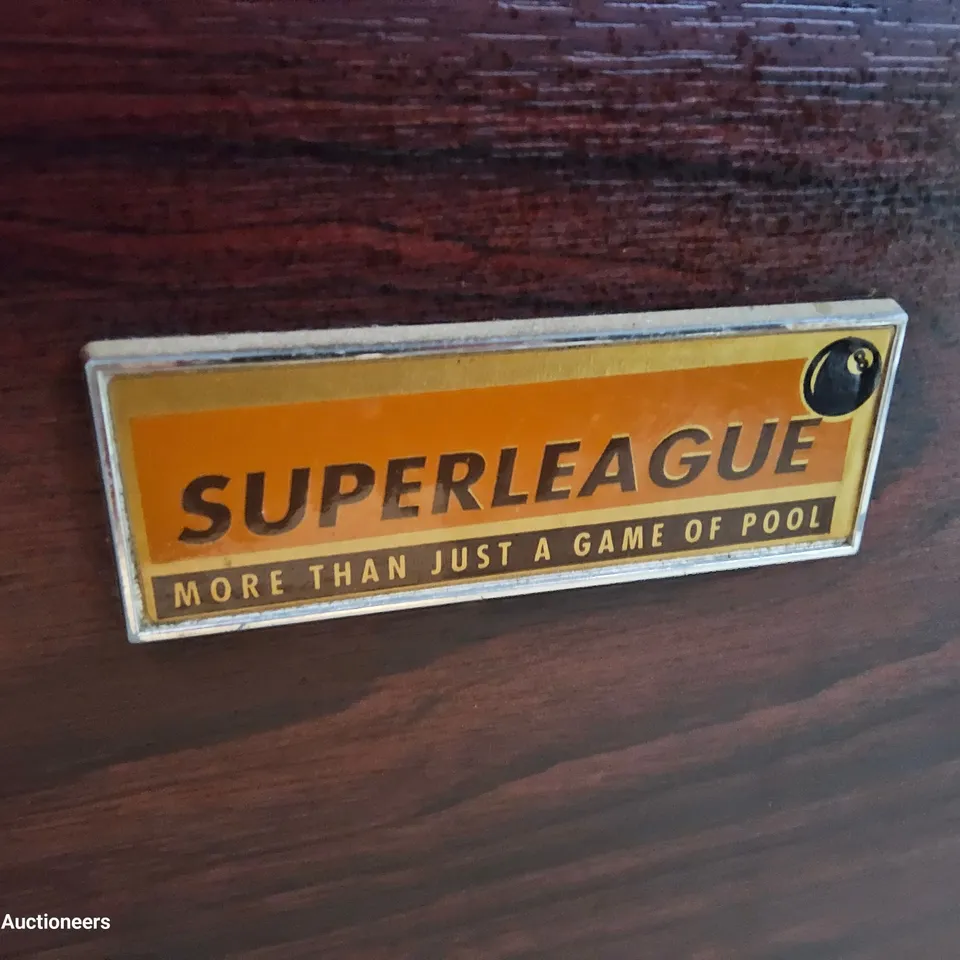 8
SUPERLEAGUE
MORE THAN JUST A GAME OF POOL
Auctioneers